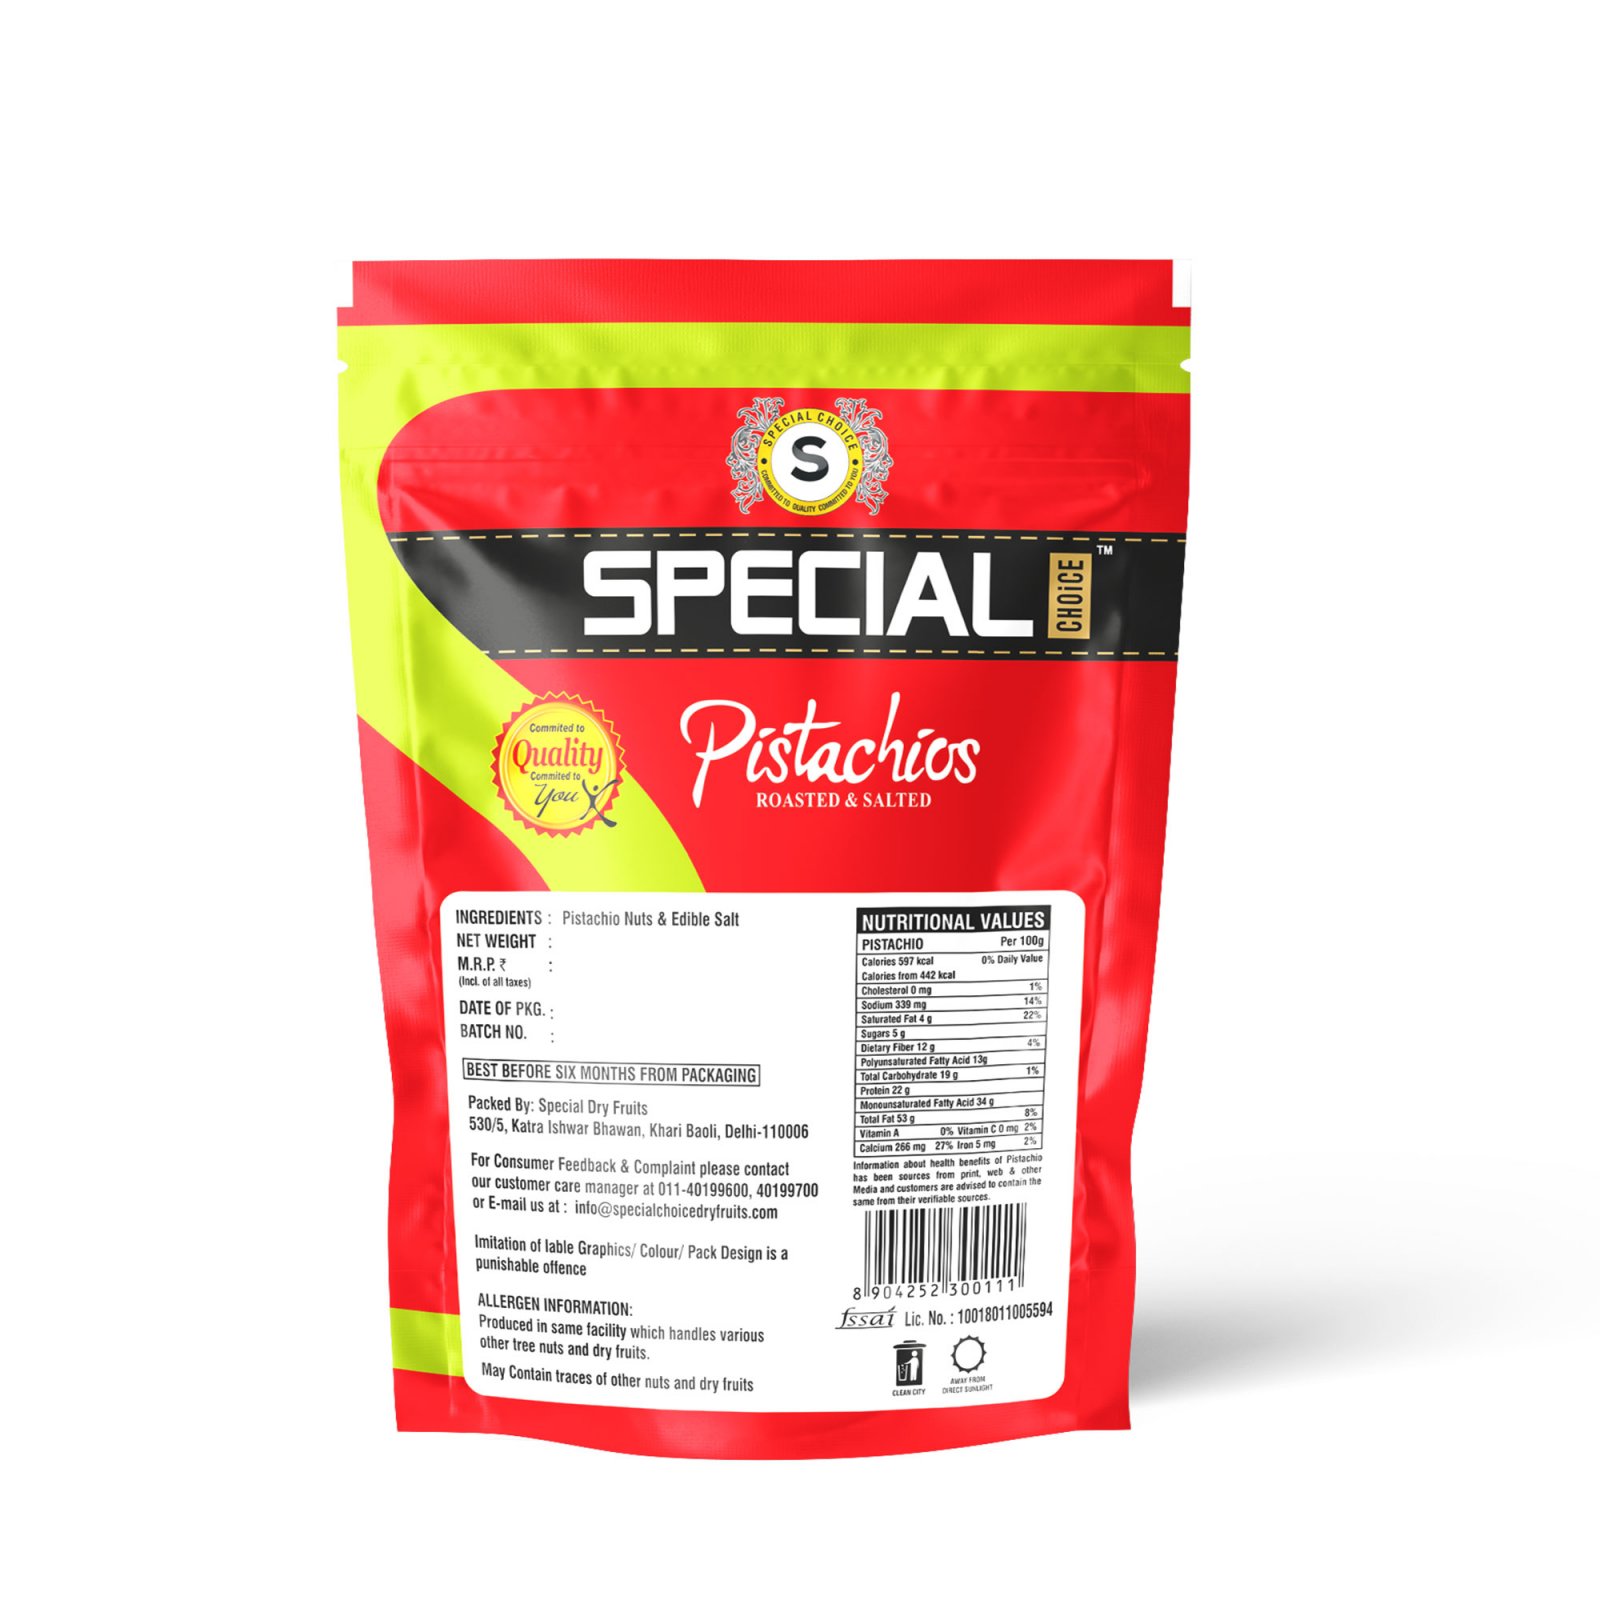 SPECIAL CHOICE
S
COMMITTED TO QUALITY COMMITTED TO YOU
SPECIAL CHOiCE ™
Commited to
Quality
Commited to
You
Pistachios
ROASTED & SALTED
INGREDIENTS : Pistachio Nuts & Edible Salt
NET WEIGHT :
M.R.P. ₹ :
(Incl. of all taxes)
DATE OF PKG. :
BATCH NO. :
BEST BEFORE SIX MONTHS FROM PACKAGING
Packed By: Special Dry Fruits
530/5, Katra Ishwar Bhawan, Khari Baoli, Delhi-110006
For Consumer Feedback & Complaint please contact
our customer care manager at 011-40199600, 40199700
or E-mail us at : info@specialchoicedryfruits.com
Imitation of lable Graphics/ Colour/ Pack Design is a
punishable offence
ALLERGEN INFORMATION:
Produced in same facility which handles various
other tree nuts and dry fruits.
May Contain traces of other nuts and dry fruits
NUTRITIONAL VALUES
PISTACHIO Per 100g
Calories 597 kcal 0% Daily Value
Calories from 442 kcal
Cholesterol 0 mg 1%
Sodium 339 mg 14%
Saturated Fat 4 g 22%
Sugars 5 g
Dietary Fiber 12 g 4%
Polyunsaturated Fatty Acid 13g
Total Carbohydrate 19 g 1%
Protein 22 g
Monounsaturated Fatty Acid 34 g
Total Fat 53 g 8%
Vitamin A 0% Vitamin C 0 mg 2%
Calcium 266 mg 27% Iron 5 mg 2%
Information about health benefits of Pistachio
has been sources from print, web & other
Media and customers are advised to contain the
same from their verifiable sources.
8 904252 300111
fssai Lic. No. : 10018011005594
CLEAN CITY
AWAY FROM
DIRECT SUNLIGHT